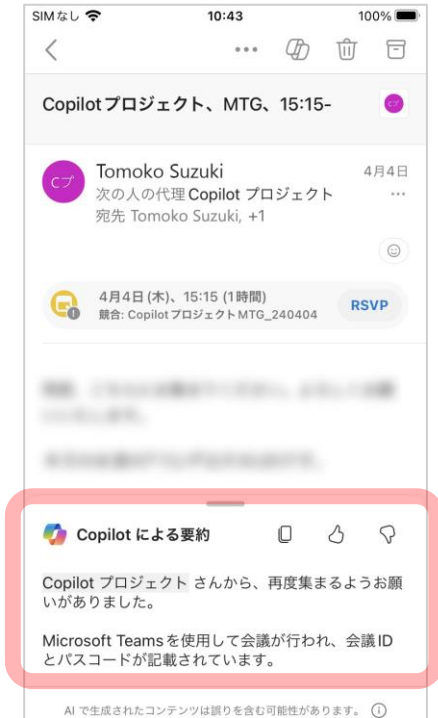 SIMなし 10:43 100%
Copilotプロジェクト、MTG、15:15-
Cプ
Tomoko Suzuki 4月4日
次の人の代理 Copilot プロジェクト
宛先 Tomoko Suzuki, +1
4月4日(木)、15:15 (1時間)
競合: Copilot プロジェクト MTG_240404
RSVP
Copilot による要約
Copilot プロジェクト さんから、再度集まるようお願
いがありました。
Microsoft Teams を使用して会議が行われ、会議 ID
とパスコードが記載されています。
AI で生成されたコンテンツは誤りを含む可能性があります。